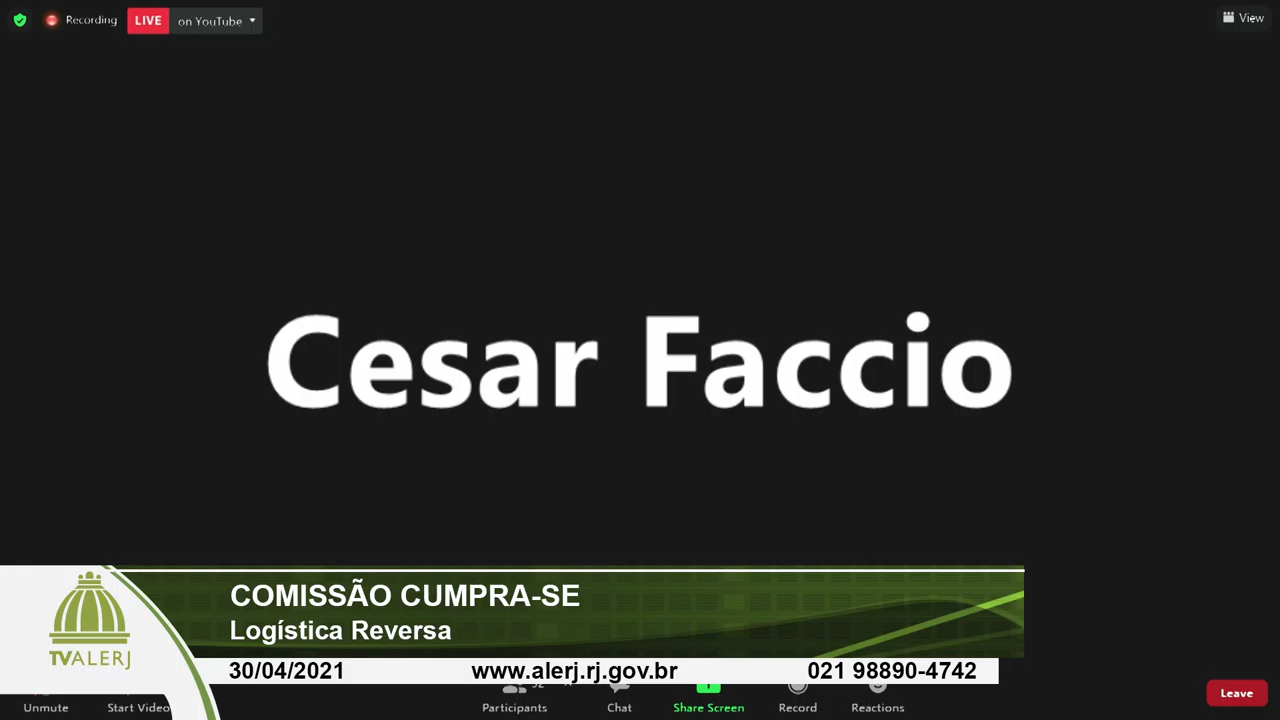 Recording
LIVE on YouTube
View
Cesar Faccio
COMISSÃO CUMPRA-SE
Logística Reversa
TVALERJ
30/04/2021 www.alerj.rj.gov.br 021 98890-4742
Unmute Start Video Participants Chat Share Screen Record Reactions Leave